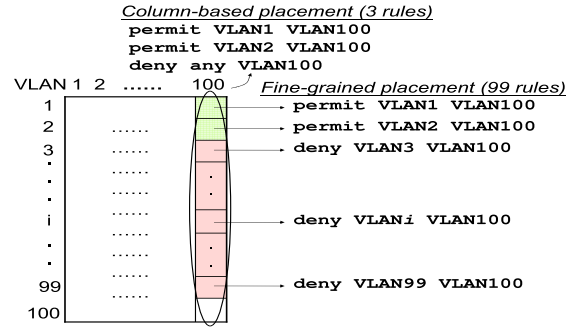 Column-based placement (3 rules)
permit VLAN1 VLAN100
permit VLAN2 VLAN100
deny any VLAN100
VLAN 1 2 ...... 100
Fine-grained placement (99 rules)
1 permit VLAN1 VLAN100
2 ...... permit VLAN2 VLAN100
3 ...... deny VLAN3 VLAN100
. ...... .
. ...... .
. ......
i ...... deny VLANi VLAN100
. ...... .
. ...... .
99 ...... deny VLAN99 VLAN100
100 ......